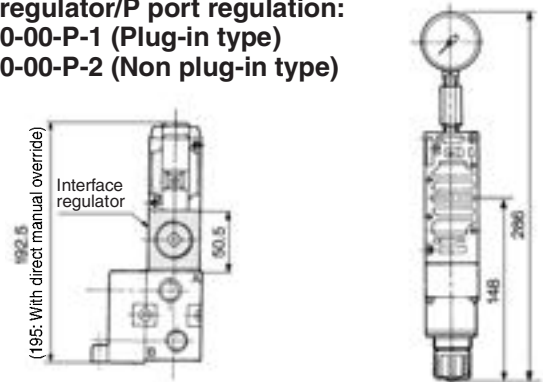 regulator/P port regulation:
0-00-P-1 (Plug-in type)
0-00-P-2 (Non plug-in type)
Interface
regulator
192.5
(195: With direct manual override)
50.5
286
148